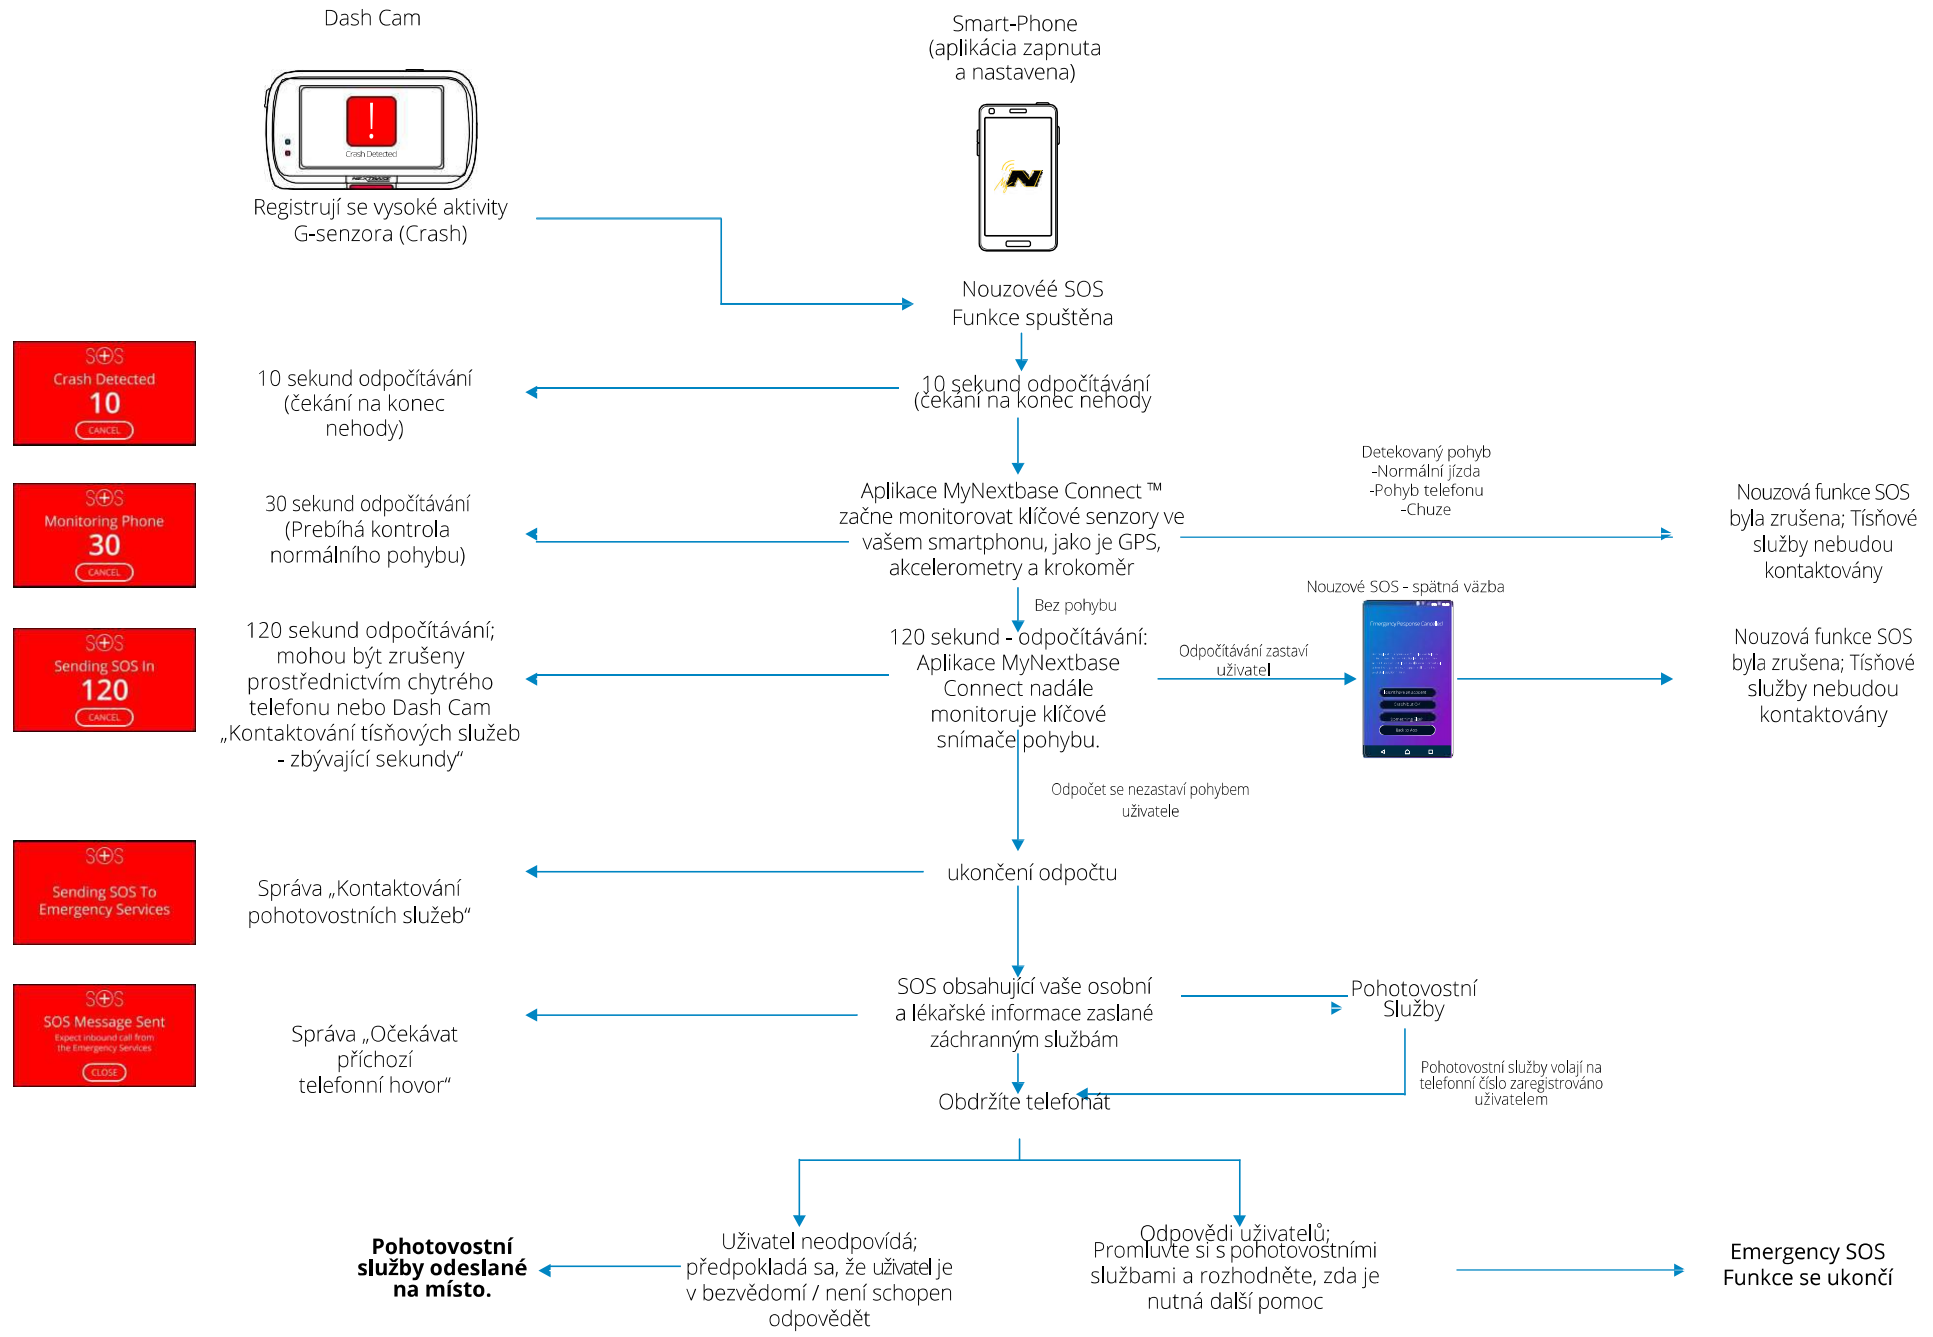 Dash Cam
Smart-Phone
(aplikácia zapnuta
a nastavena)
!
Crash Detected
NEXTBASE
N
Registrují se vysoké aktivity
G-senzora (Crash)
Nouzovéé SOS
Funkce spuštěna
SOS
Crash Detected
10
CANCEL
10 sekund odpočítávání
(čekání na konec
nehody)
10 sekund odpočítávání
(čekání na konec nehody
SOS
Monitoring Phone
30
CANCEL
30 sekund odpočítávání
(Prebíhá kontrola
normálního pohybu)
Aplikace MyNextbase Connect ™
začne monitorovat klíčové senzory ve
vašem smartphonu, jako je GPS,
akcelerometry a krokoměr
Detekovaný pohyb
-Normální jízda
-Pohyb telefonu
-Chuze
Nouzová funkce SOS
byla zrušena; Tísňové
služby nebudou
kontaktovány
Bez pohybu
SOS
Sending SOS In
120
CANCEL
120 sekund odpočítávání;
mohou být zrušeny
prostřednictvím chytrého
telefonu nebo Dash Cam
„Kontaktování tísňových služeb
- zbývající sekundy“
120 sekund - odpočítávání:
Aplikace MyNextbase
Connect nadále
monitoruje klíčové
snímače pohybu.
Odpočítávání zastaví
uživatel
Nouzové SOS - spätná väzba
Emergency Response Cancelled
Back to App
Nouzová funkce SOS
byla zrušena; Tísňové
služby nebudou
kontaktovány
Odpočet se nezastaví pohybem
uživatele
SOS
Sending SOS To
Emergency Services
Správa „Kontaktování
pohotovostních služeb“
ukončení odpočtu
SOS
SOS Message Sent
Expect inbound call from
the Emergency Services
CLOSE
Správa „Očekávat
příchozí
telefonní hovor“
SOS obsahující vaše osobní
a lékařské informace zaslané
záchranným službám
Pohotovostní
Služby
Pohotovostní služby volají na
telefonní číslo zaregistrováno
uživatelem
Obdržíte telefonát
Pohotovostní
služby odeslané
na místo.
Uživatel neodpovídá;
předpokladá sa, že uživatel je
v bezvědomí / není schopen
odpovědět
Odpovědi uživatelů;
Promluvte si s pohotovostními
službami a rozhodněte, zda je
nutná další pomoc
Emergency SOS
Funkce se ukončí